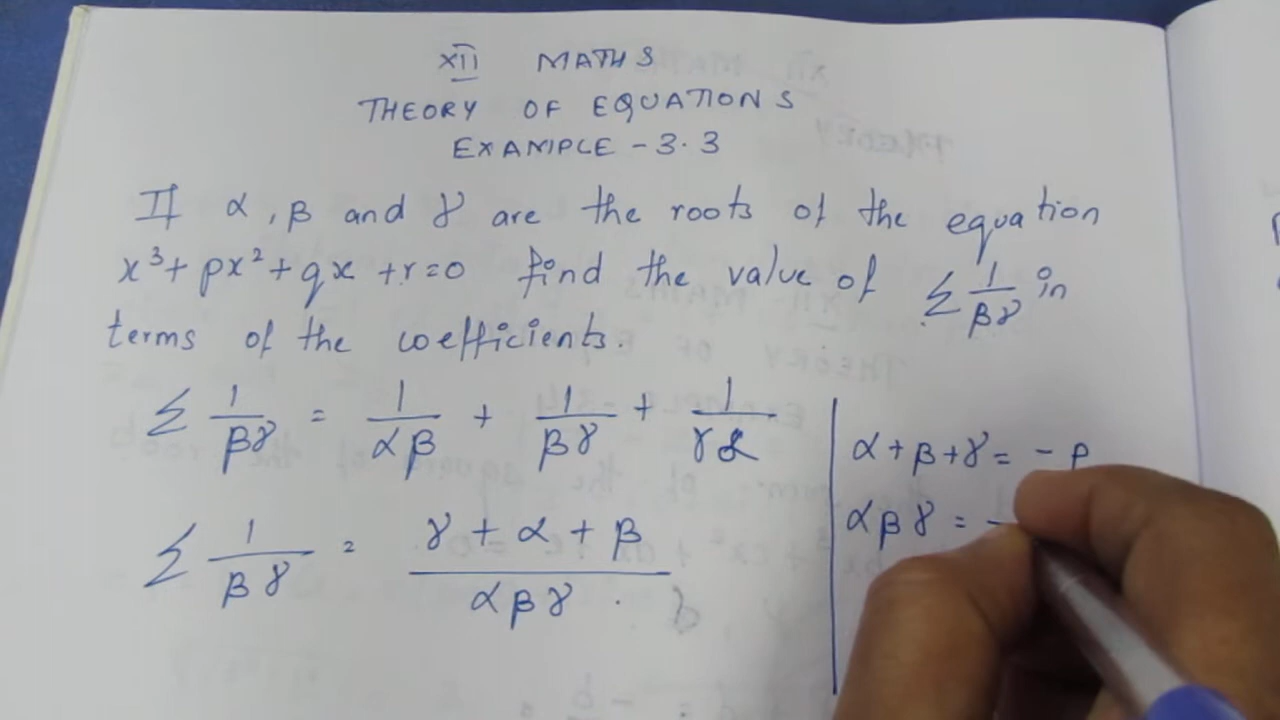 XII MATHS
THEORY OF EQUATIONS
EXAMPLE - 3.3
If α, β and γ are the roots of the equation
x³ + px² + qx + r = 0 find the value of Σ 1/βγ in
terms of the coefficients.
Σ 1/βγ = 1/αβ + 1/βγ + 1/γα
Σ 1/βγ = γ + α + β / αβγ
α + β + γ = - p
αβγ = -